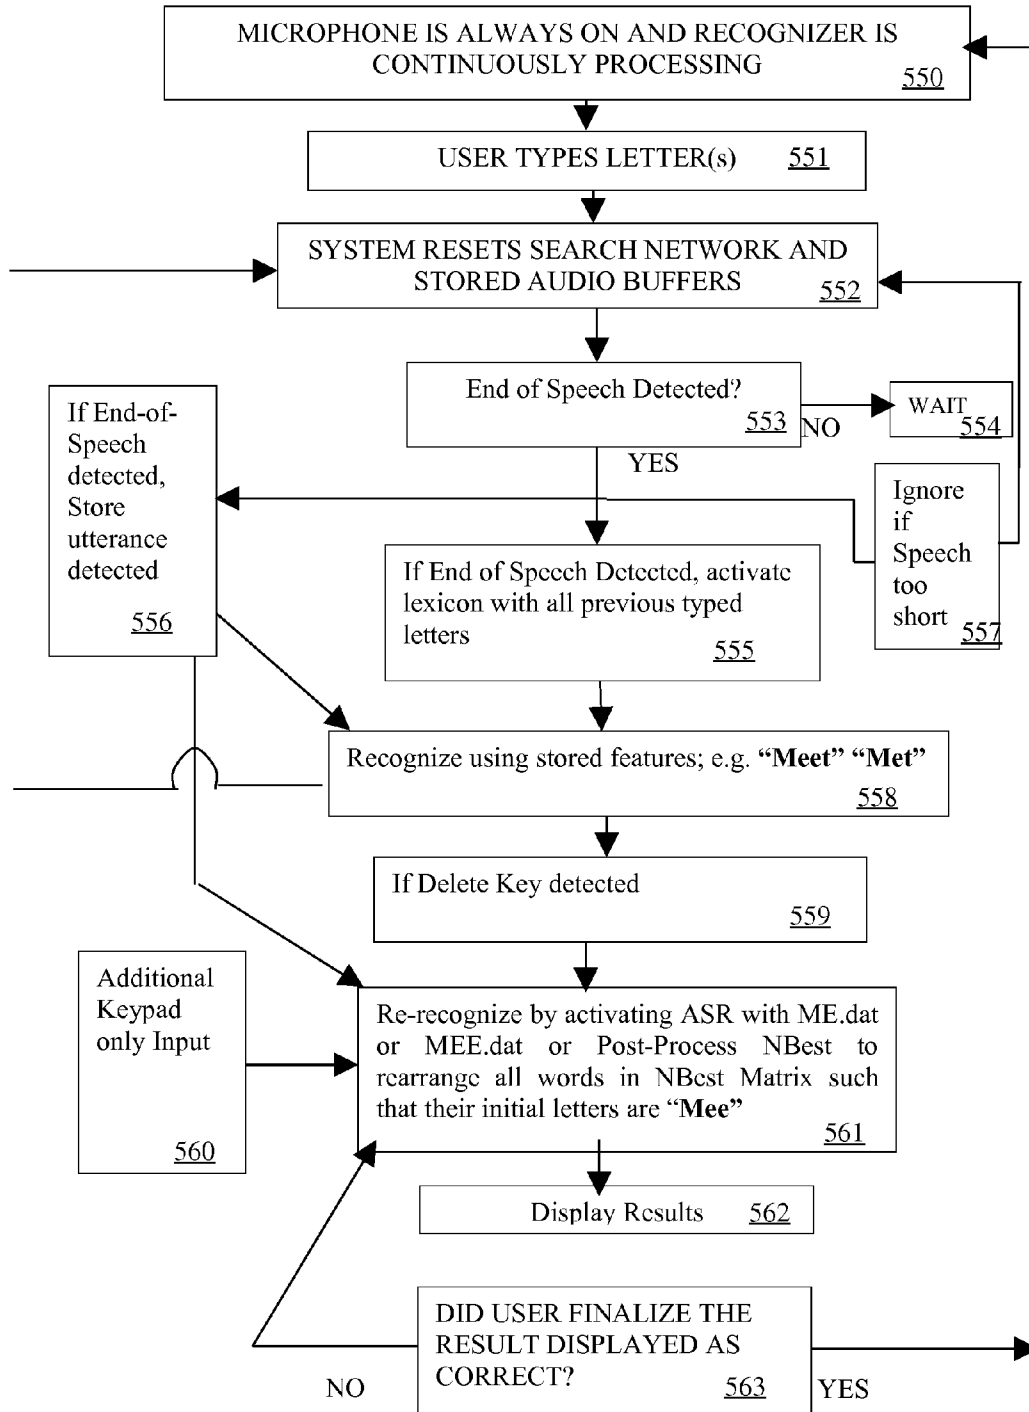 MICROPHONE IS ALWAYS ON AND RECOGNIZER IS
CONTINUOUSLY PROCESSING
550
USER TYPES LETTER(s) 551
SYSTEM RESETS SEARCH NETWORK AND
STORED AUDIO BUFFERS
552
End of Speech Detected?
553
NO
YES
WAIT
554
If End-of-
Speech
detected,
Store
utterance
detected
556
Ignore
if
Speech
too
short
557
If End of Speech Detected, activate
lexicon with all previous typed
letters
555
Recognize using stored features; e.g. “Meet” “Met”
558
If Delete Key detected
559
Additional
Keypad
only Input
560
Re-recognize by activating ASR with ME.dat
or MEE.dat or Post-Process NBest to
rearrange all words in NBest Matrix such
that their initial letters are “Mee”
561
Display Results 562
DID USER FINALIZE THE
RESULT DISPLAYED AS
CORRECT?
563
NO
YES